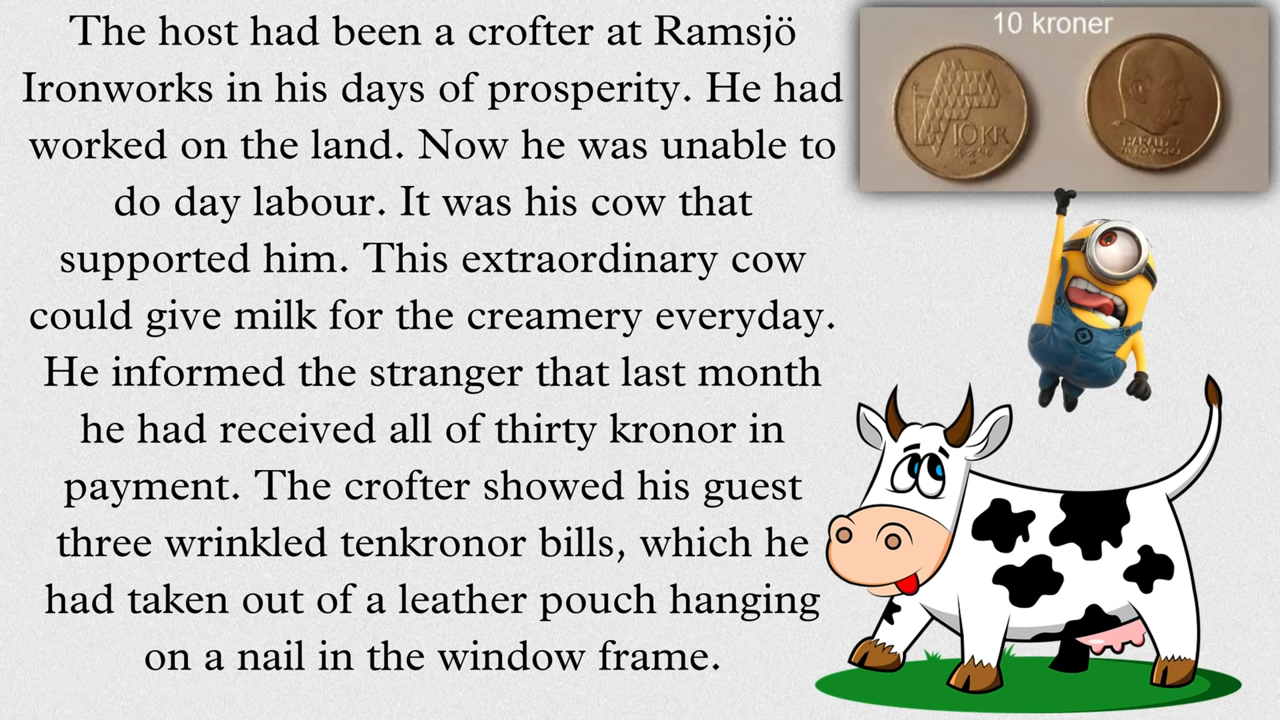 The host had been a crofter at Ramsjö
Ironworks in his days of prosperity. He had
worked on the land. Now he was unable to
do day labour. It was his cow that
supported him. This extraordinary cow
could give milk for the creamery everyday.
He informed the stranger that last month
he had received all of thirty kronor in
payment. The crofter showed his guest
three wrinkled tenkronor bills, which he
had taken out of a leather pouch hanging
on a nail in the window frame.
10 kroner
10 KR
HARALD V